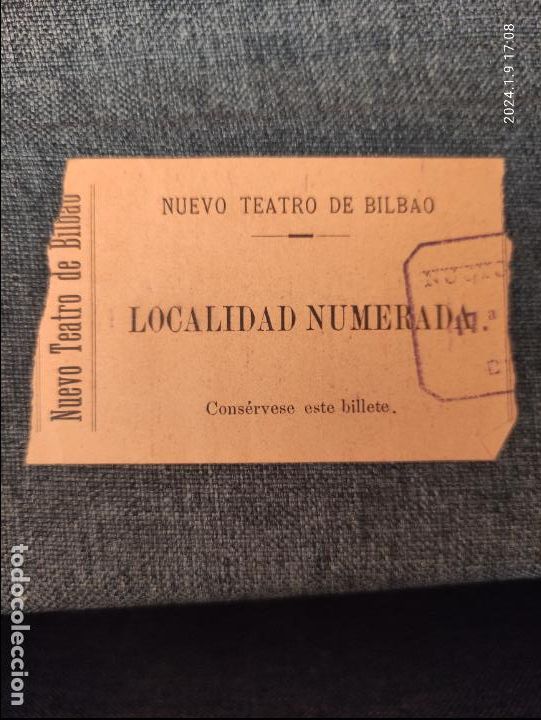 2024.1.9 17:08
NUEVO TEATRO DE BILBAO
Nuevo Teatro de Bilbao
LOCALIDAD NUMERADA.
Consérvese este billete.
todocoleccion